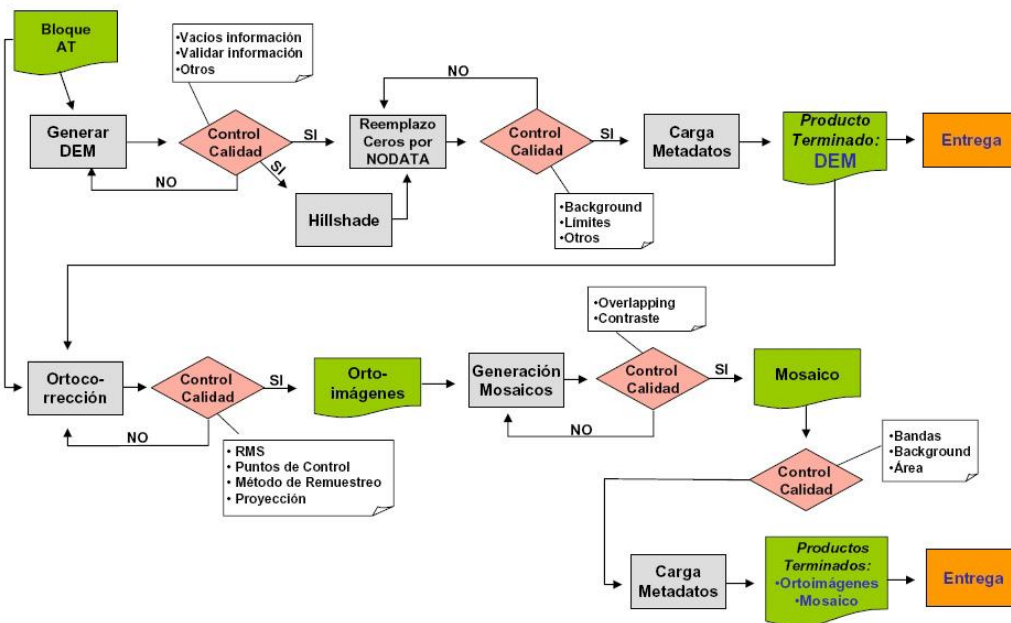 Bloque
AT
•Vacíos información
•Validar información
•Otros
Generar
DEM
Control
Calidad
SI
SI
NO
Hillshade
NO
Reemplazo
Ceros por
NODATA
Control
Calidad
SI
•Background
•Límites
•Otros
Carga
Metadatos
Producto
Terminado:
DEM
Entrega
Ortoco-
rrección
Control
Calidad
SI
NO
• RMS
• Puntos de Control
• Método de Remuestreo
• Proyección
Orto-
imágenes
Generación
Mosaicos
•Overlapping
•Contraste
Control
Calidad
SI
NO
Mosaico
Control
Calidad
•Bandas
•Background
•Área
Carga
Metadatos
Productos
Terminados:
•Ortoimágenes
•Mosaico
Entrega